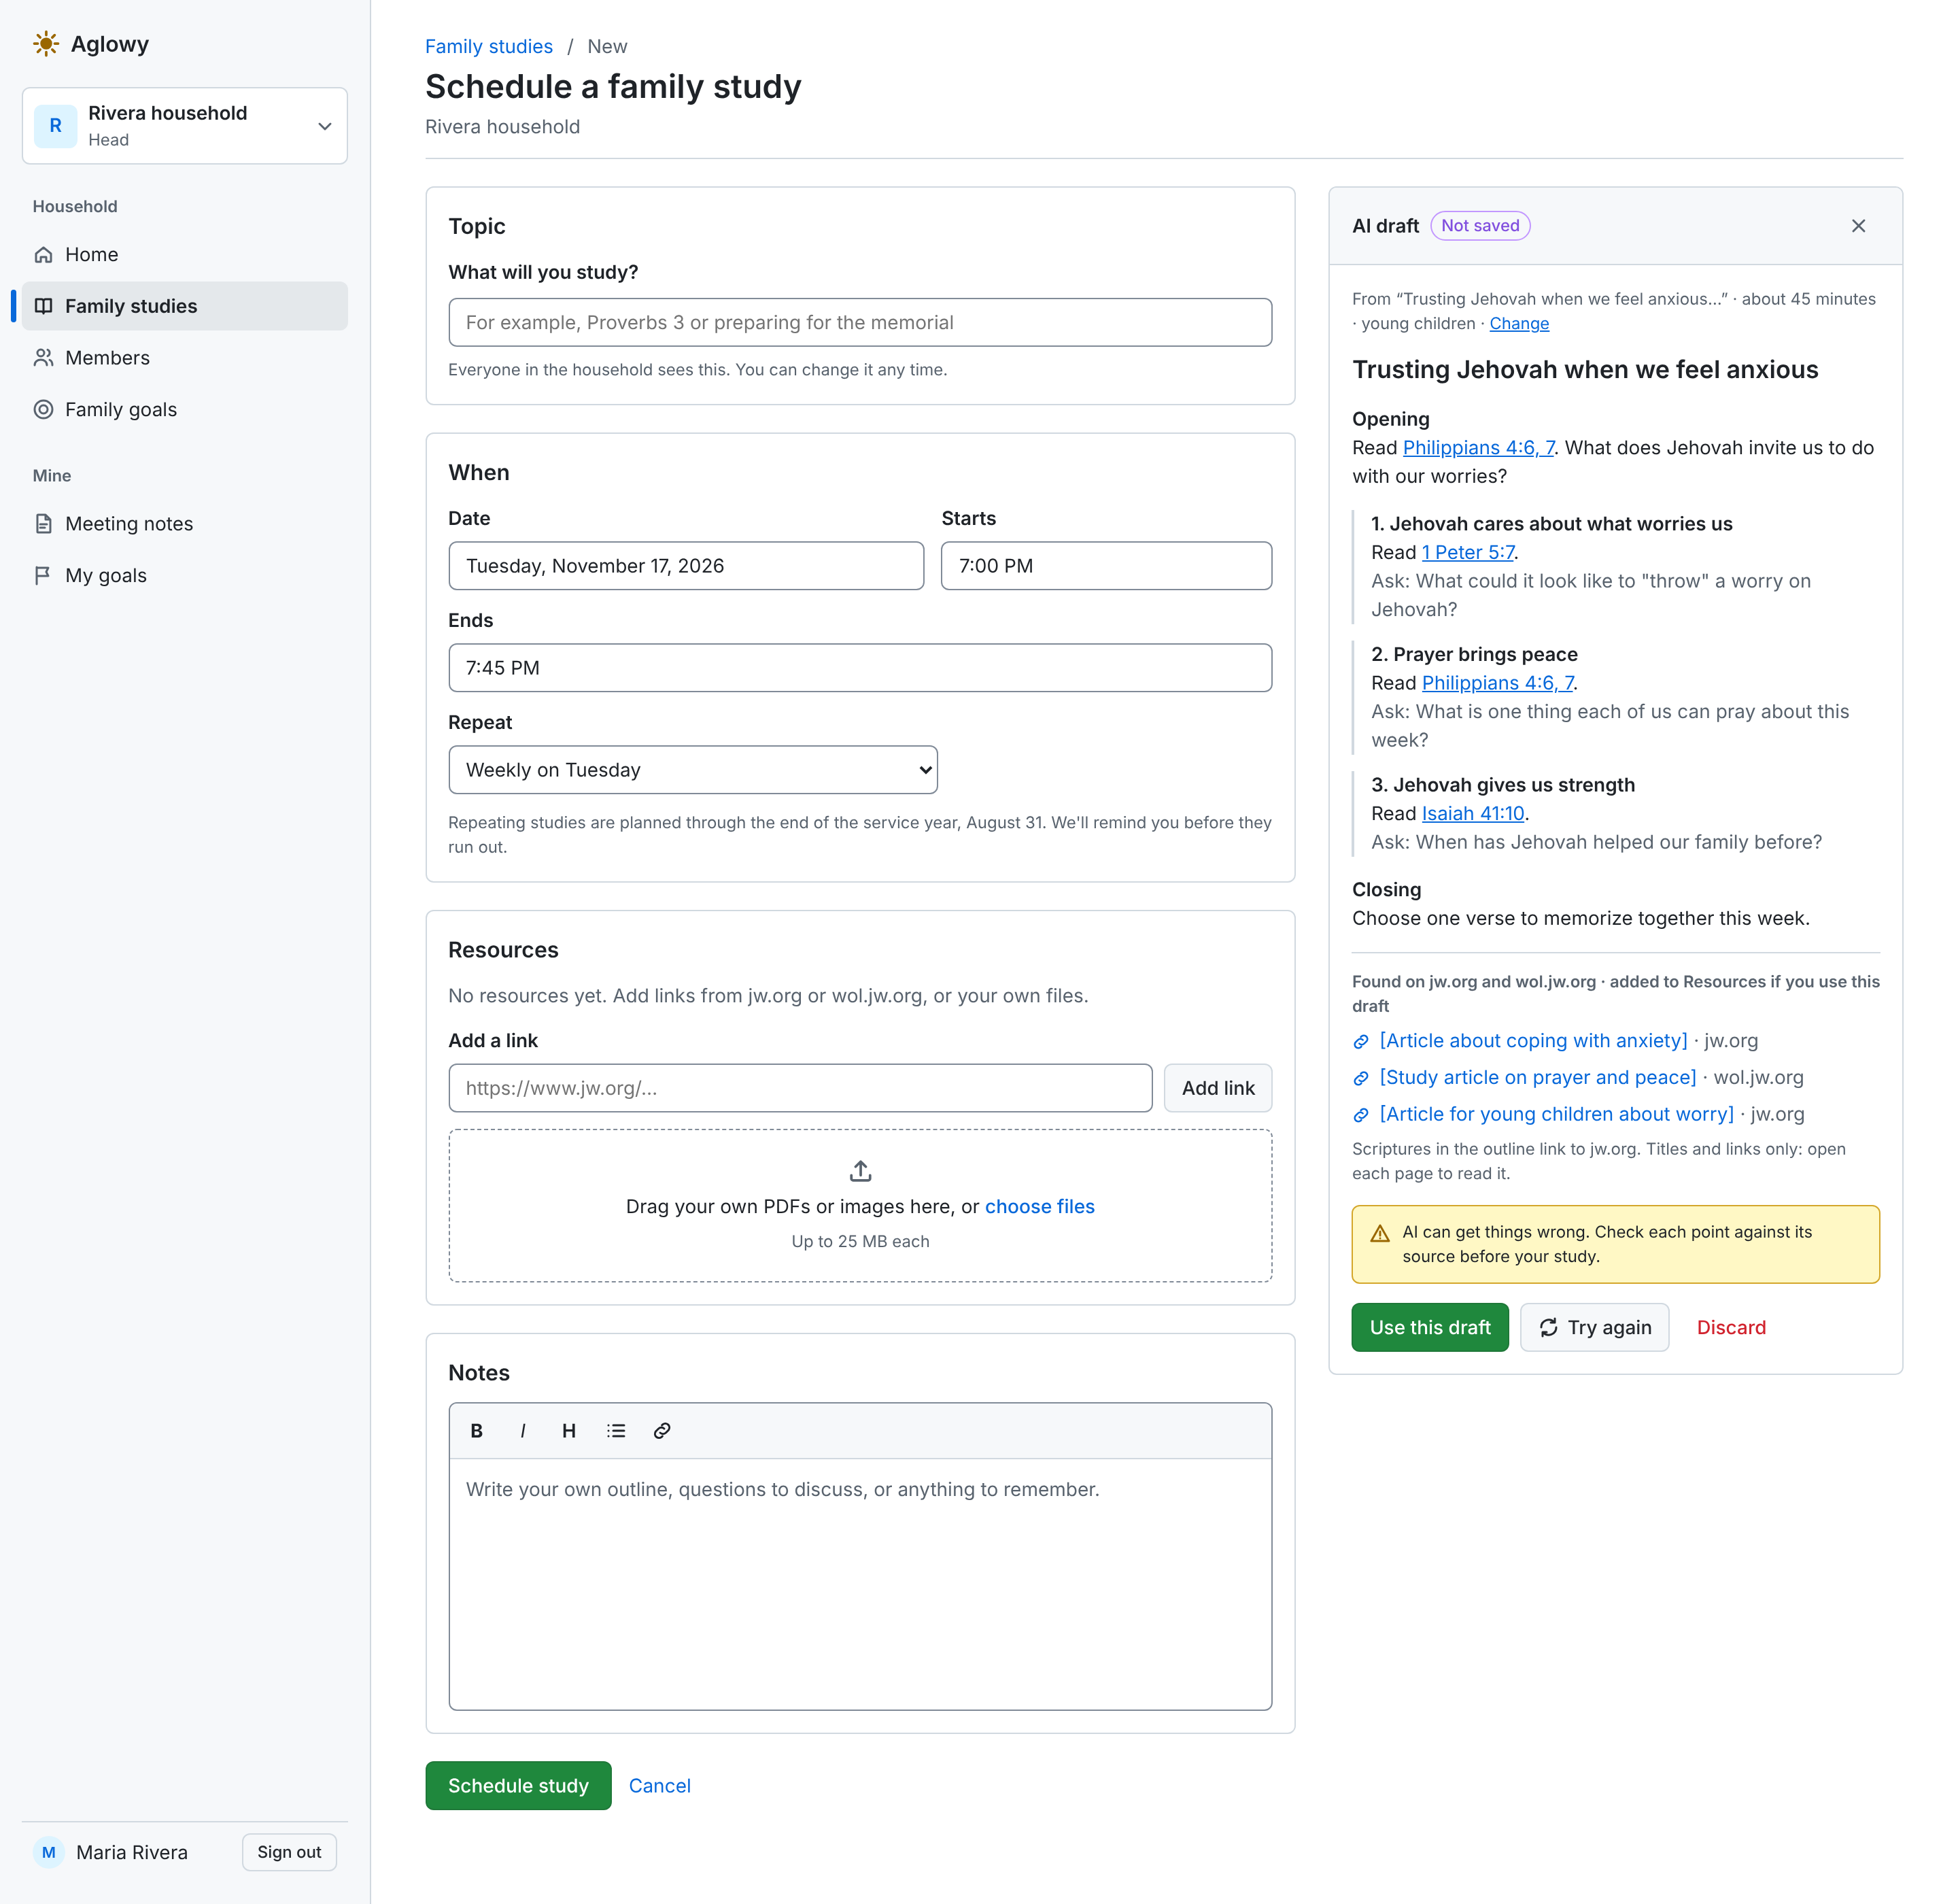 Aglowy
R
Rivera household
Head
Household
Home
Family studies
Members
Family goals
Mine
Meeting notes
My goals
M
Maria Rivera
Sign out
Family studies / New
Schedule a family study
Rivera household
Topic
What will you study?
For example, Proverbs 3 or preparing for the memorial
Everyone in the household sees this. You can change it any time.
When
Date
Starts
Tuesday, November 17, 2026
7:00 PM
Ends
7:45 PM
Repeat
Weekly on Tuesday
Repeating studies are planned through the end of the service year, August 31. We'll remind you before they
run out.
Resources
No resources yet. Add links from jw.org or wol.jw.org, or your own files.
Add a link
https://www.jw.org/...
Add link
Drag your own PDFs or images here, or choose files
Up to 25 MB each
Notes
B I H
Write your own outline, questions to discuss, or anything to remember.
Schedule study
Cancel
AI draft
Not saved
From “Trusting Jehovah when we feel anxious…” · about 45 minutes
· young children · Change
Trusting Jehovah when we feel anxious
Opening
Read Philippians 4:6, 7. What does Jehovah invite us to do
with our worries?
1. Jehovah cares about what worries us
Read 1 Peter 5:7.
Ask: What could it look like to "throw" a worry on
Jehovah?
2. Prayer brings peace
Read Philippians 4:6, 7.
Ask: What is one thing each of us can pray about this
week?
3. Jehovah gives us strength
Read Isaiah 41:10.
Ask: When has Jehovah helped our family before?
Closing
Choose one verse to memorize together this week.
Found on jw.org and wol.jw.org · added to Resources if you use this
draft
[Article about coping with anxiety] · jw.org
[Study article on prayer and peace] · wol.jw.org
[Article for young children about worry] · jw.org
Scriptures in the outline link to jw.org. Titles and links only: open
each page to read it.
AI can get things wrong. Check each point against its
source before your study.
Use this draft
Try again
Discard